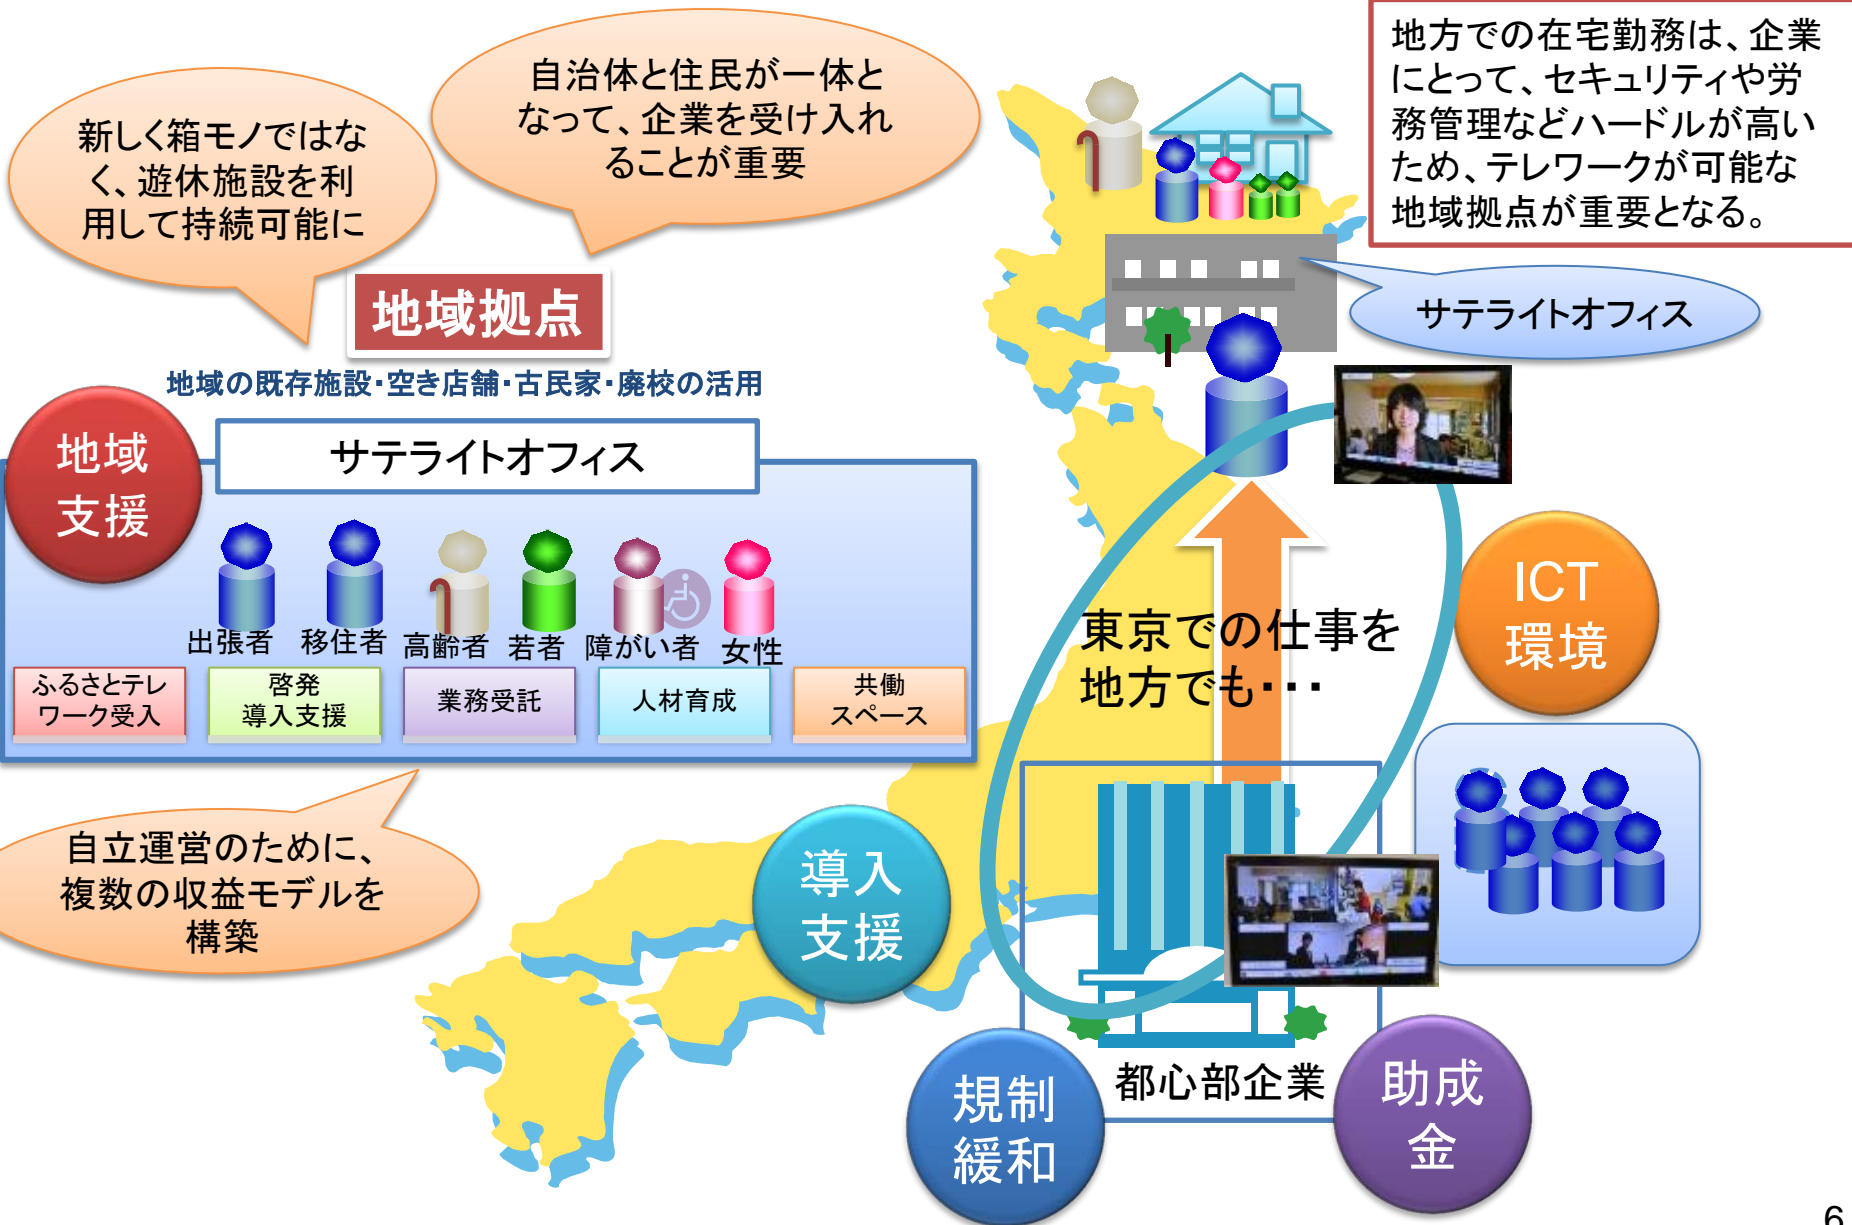 新しく箱モノではな
く、遊休施設を利
用して持続可能に
自治体と住民が一体と
なって、企業を受け入れ
ることが重要
地方での在宅勤務は、企業
にとって、セキュリティや労
務管理などハードルが高い
ため、テレワークが可能な
地域拠点が重要となる。
サテライトオフィス
地域拠点
地域の既存施設・空き店舗・古民家・廃校の活用
地域
支援
サテライトオフィス
出張者
移住者
高齢者
若者
障がい者
女性
ふるさとテレ
ワーク受入
啓発
導入支援
業務受託
人材育成
共働
スペース
自立運営のために、
複数の収益モデルを
構築
東京での仕事を
地方でも・・・
ICT
環境
導入
支援
都心部企業
規制
緩和
助成
金
6